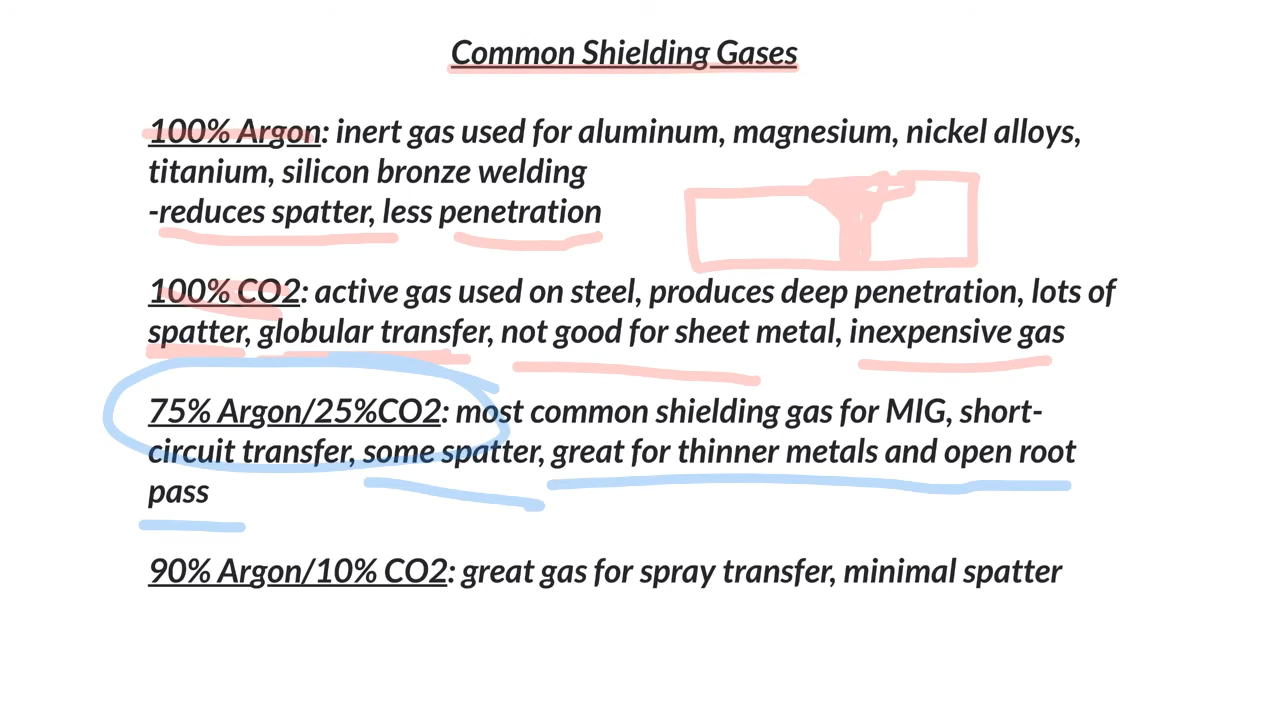 Common Shielding Gases
100% Argon: inert gas used for aluminum, magnesium, nickel alloys,
titanium, silicon bronze welding
-reduces spatter, less penetration
100% CO2: active gas used on steel, produces deep penetration, lots of
spatter, globular transfer, not good for sheet metal, inexpensive gas
75% Argon/25%CO2: most common shielding gas for MIG, short-
circuit transfer, some spatter, great for thinner metals and open root
pass
90% Argon/10% CO2: great gas for spray transfer, minimal spatter